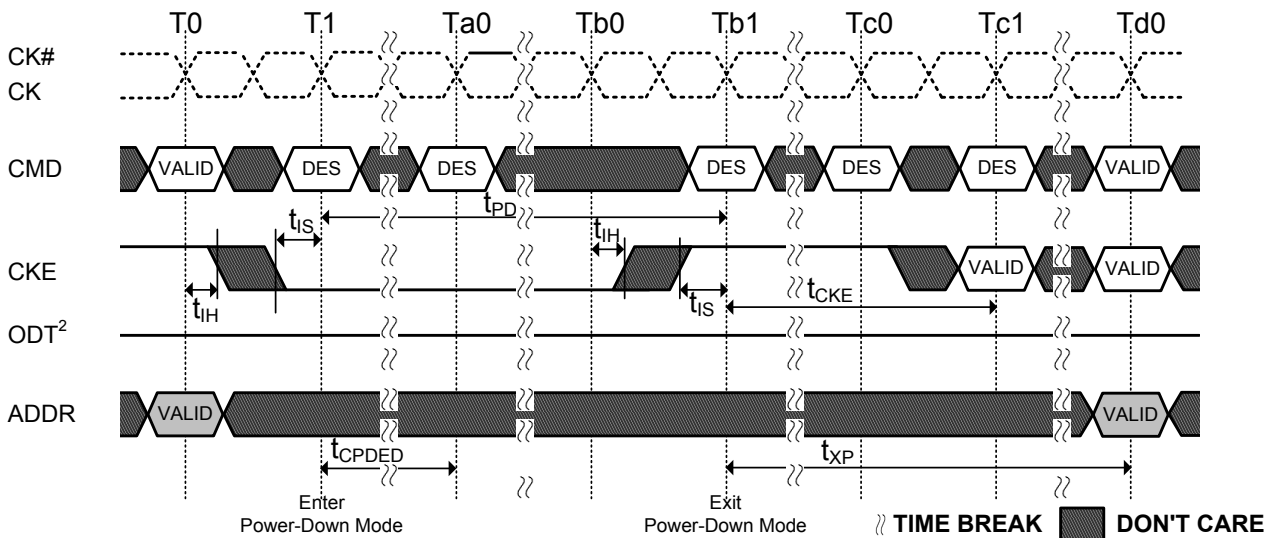 T0 T1 Ta0 Tb0 Tb1 Tc0 Tc1 Td0
CK#
CK
CMD VALID DES DES DES DES DES VALID
tPD
tIS tIH
CKE VALID VALID
tIH tIS tCKE
ODT2
ADDR VALID VALID
tCPDED tXP
Enter
Power-Down Mode
Exit
Power-Down Mode
TIME BREAK DON'T CARE